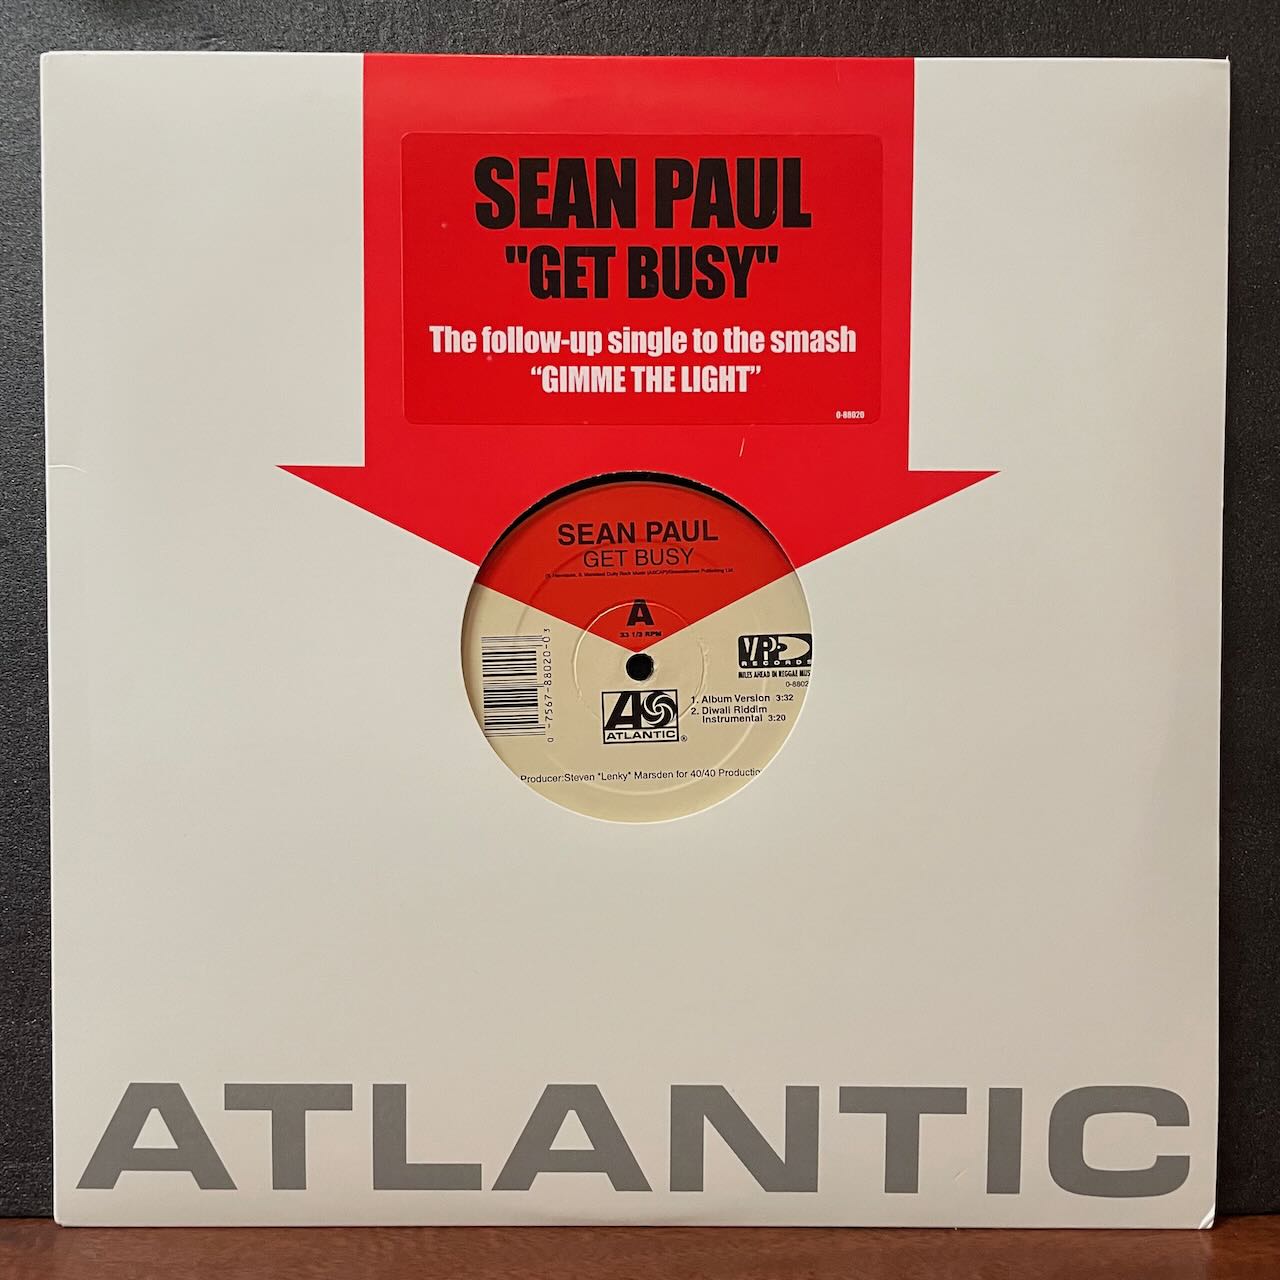 SEAN PAUL
"GET BUSY"
The follow-up single to the smash
“GIMME THE LIGHT”
0-88020
SEAN PAUL
GET BUSY
A
33 1/3 RPM
0 -7567-88020-0 3
VP
RECORDS
MILES AHEAD IN REGGAE MUS
0-8802
1. Album Version 3:32
2. Diwali Riddim
Instrumental 3:20
ATLANTIC
®
Producer:Steven "Lenky" Marsden for 40/40 Productio
ATLANTIC